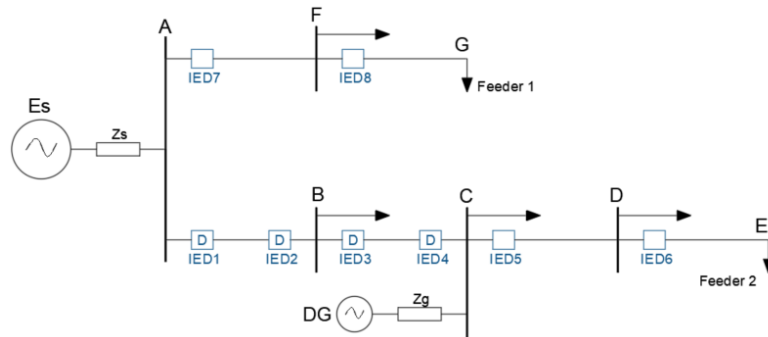 A
F
G
IED7
IED8
Feeder 1
Es
Zs
B
C
D
E
D
D
D
D
IED1
IED2
IED3
IED4
IED5
IED6
Feeder 2
DG
Zg